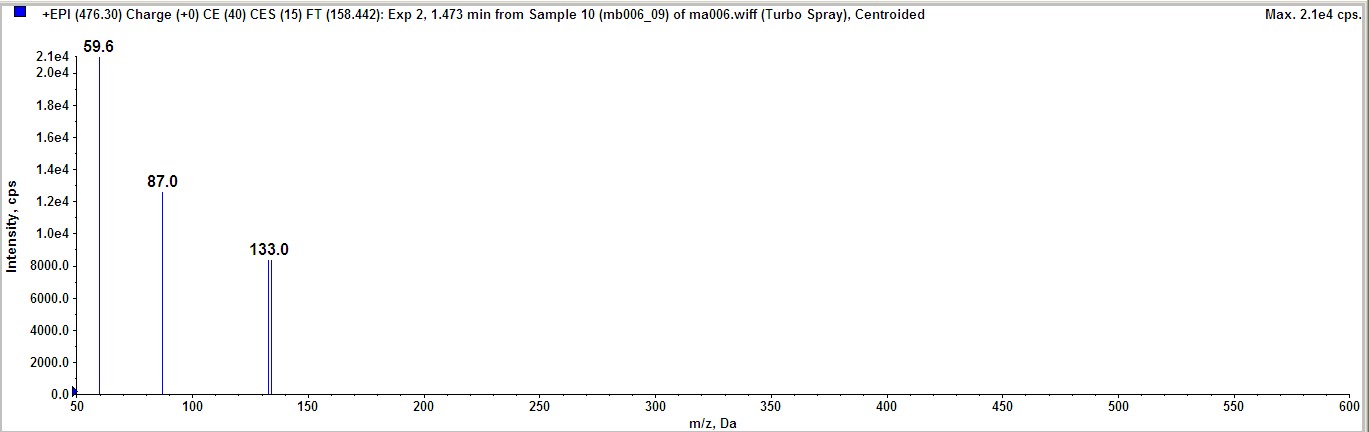 +EPI (476.30) Charge (+0) CE (40) CES (15) FT (158.442): Exp 2, 1.473 min from Sample 10 (mb006_09) of ma006.wiff (Turbo Spray), Centroided
Max. 2.1e4 cps.
59.6
87.0
133.0
2.1e4
2.0e4
1.8e4
1.6e4
1.4e4
1.2e4
1.0e4
8000.0
6000.0
4000.0
2000.0
0.0
Intensity, cps
50 100 150 200 250 300 350 400 450 500 550 600
m/z, Da